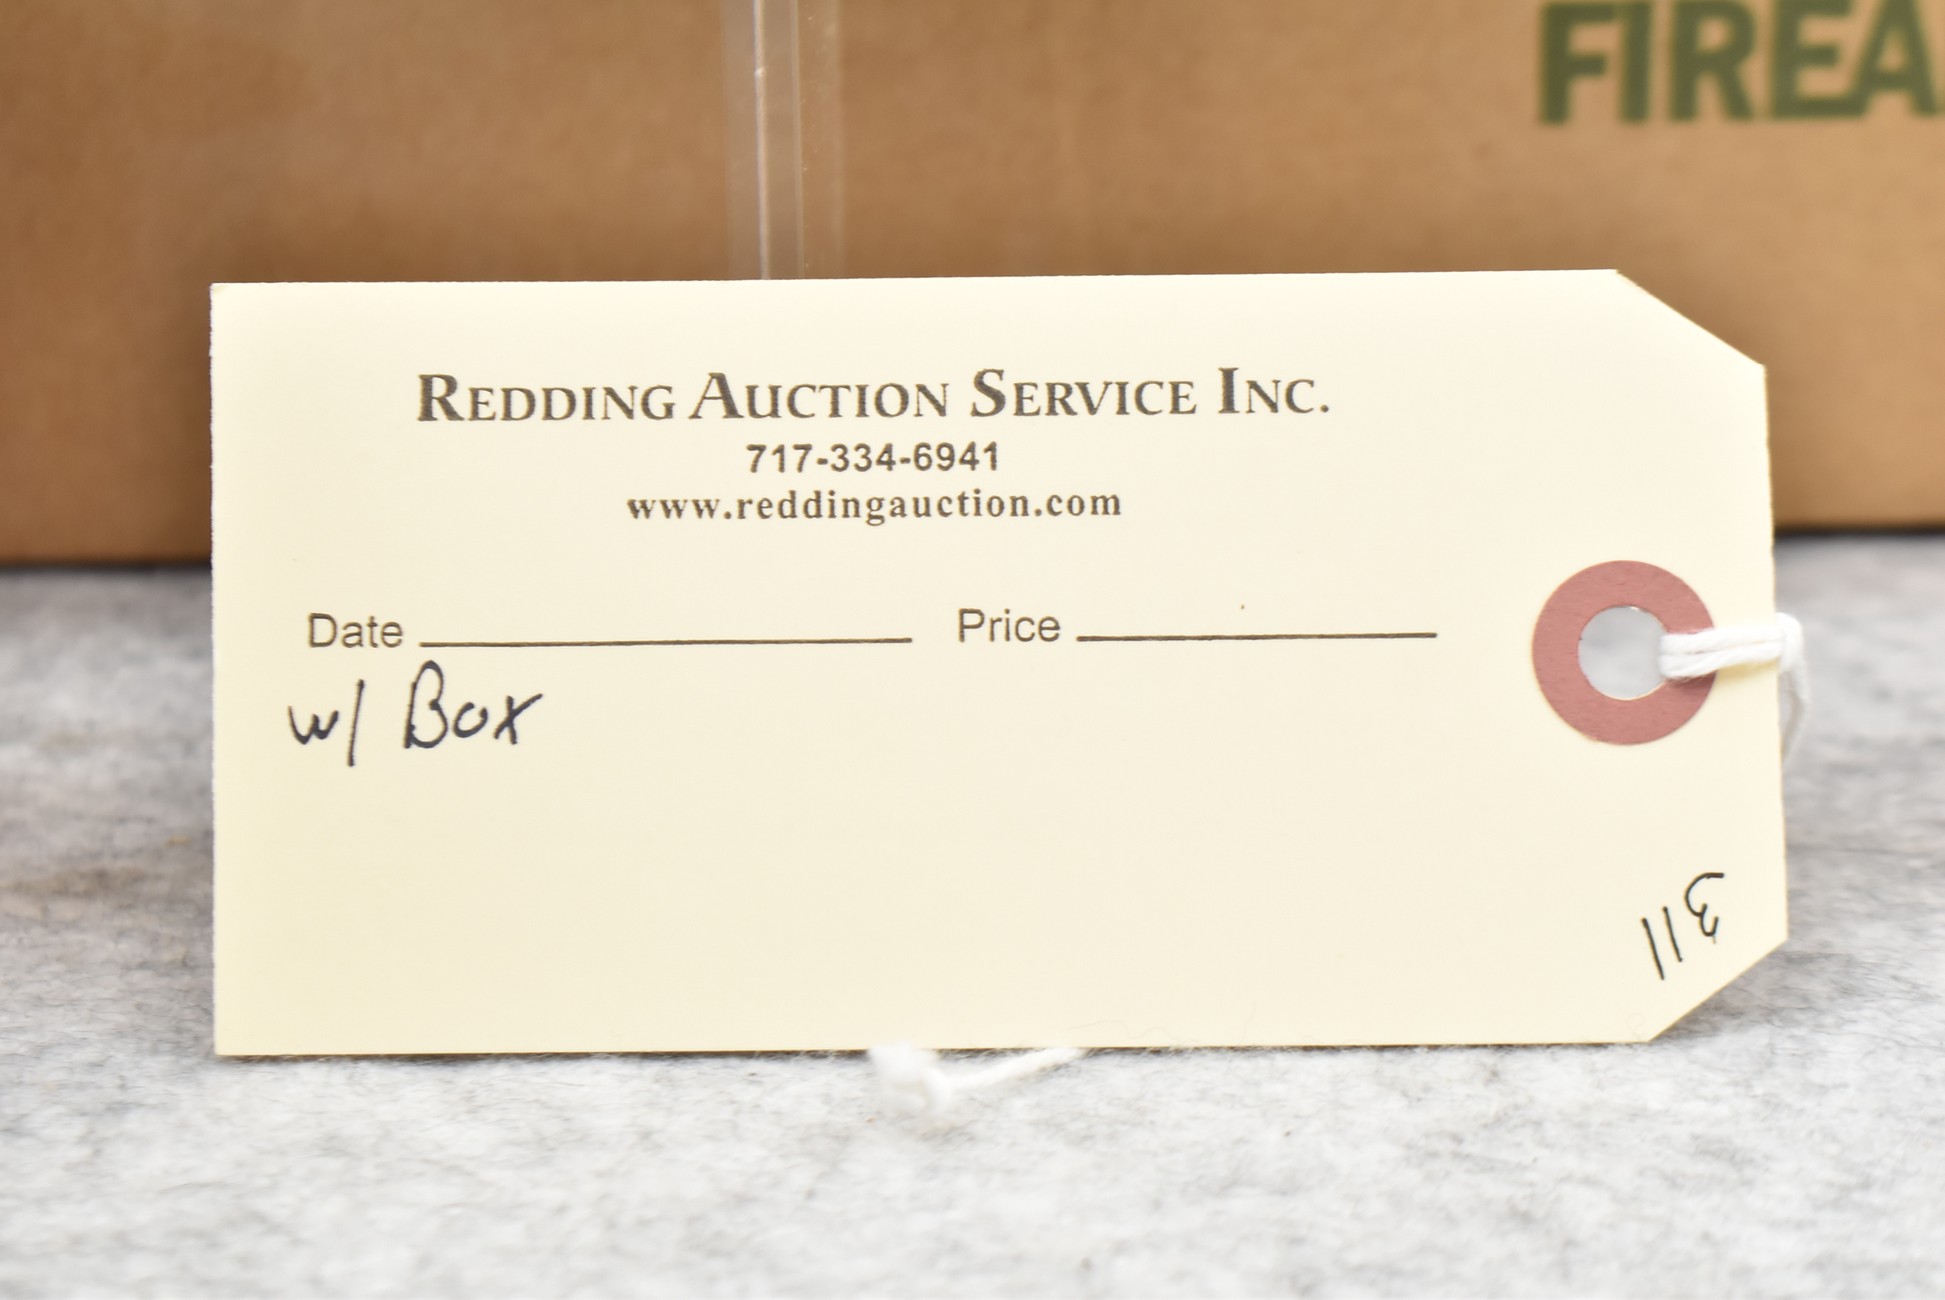 FIREA
REDDING AUCTION SERVICE INC.
717-334-6941
www.reddingauction.com
Date Price
w/ Box
311